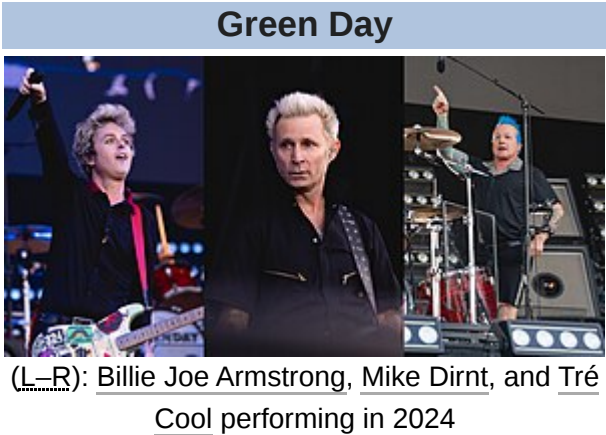 Green Day
(L–R): Billie Joe Armstrong, Mike Dirnt, and Tré
Cool performing in 2024